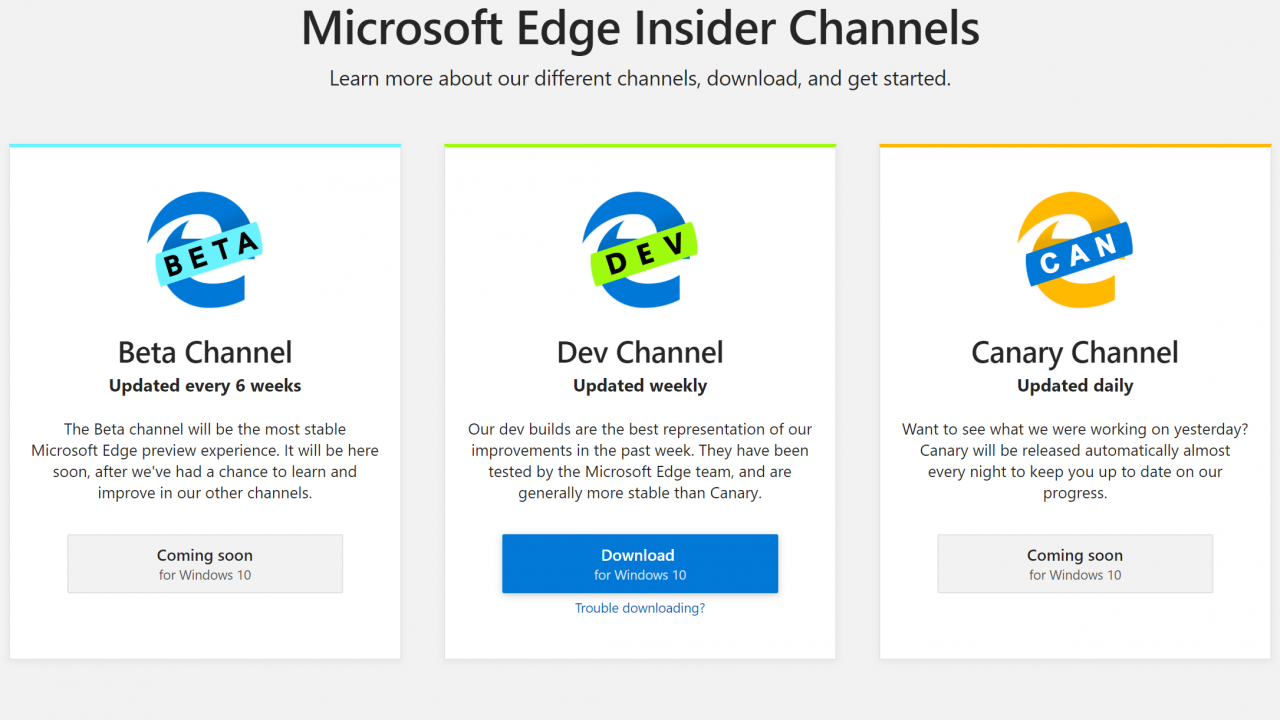 Microsoft Edge Insider Channels
Learn more about our different channels, download, and get started.
BETA
Beta Channel
Updated every 6 weeks
The Beta channel will be the most stable
Microsoft Edge preview experience. It will be here
soon, after we've had a chance to learn and
improve in our other channels.
Coming soon
for Windows 10
DEV
Dev Channel
Updated weekly
Our dev builds are the best representation of our
improvements in the past week. They have been
tested by the Microsoft Edge team, and are
generally more stable than Canary.
Download
for Windows 10
Trouble downloading?
CAN
Canary Channel
Updated daily
Want to see what we were working on yesterday?
Canary will be released automatically almost
every night to keep you up to date on our
progress.
Coming soon
for Windows 10